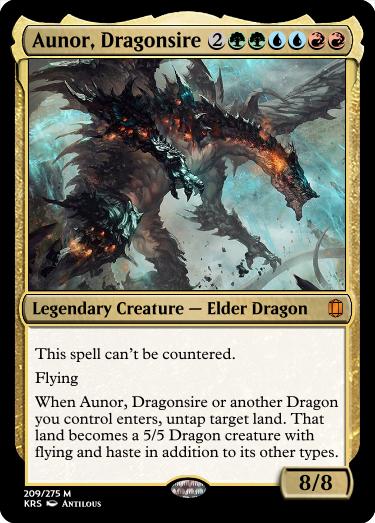 Aunor, Dragonsire 2
Legendary Creature — Elder Dragon
This spell can't be countered.
Flying
When Aunor, Dragonsire or another Dragon
you control enters, untap target land. That
land becomes a 5/5 Dragon creature with
flying and haste in addition to its other types.
8/8
209/275 M
KRS Antilous